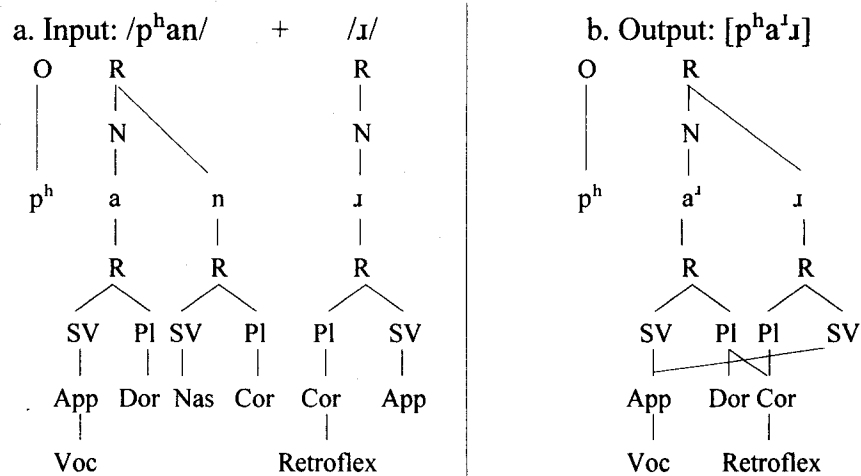 a. Input: /pʰan/ + /ɹ/ b. Output: [pʰaʴɹ]
O R R O R
N N N
pʰ a n ɹ pʰ aʴ ɹ
R R R R R
SV Pl SV Pl Pl SV SV Pl Pl SV
App Dor Nas Cor Cor App App Dor Cor
Voc Retroflex Voc Retroflex